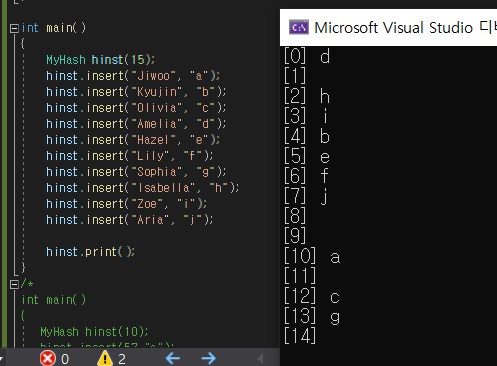 int main()
{
MyHash hinst(15);
hinst.insert("Jiwoo", "a");
hinst.insert("Kyujin", "b");
hinst.insert("Olivia", "c");
hinst.insert("Amelia", "d");
hinst.insert("Hazel", "e");
hinst.insert("Lily", "f");
hinst.insert("Sophia", "g");
hinst.insert("Isabella", "h");
hinst.insert("Zoe", "i");
hinst.insert("Aria", "j");
hinst.print();
}
/*
int main()
{
MyHash hinst(10);
0 2
Microsoft Visual Studio
[0] d
[1]
[2] h
[3] i
[4] b
[5] e
[6] f
[7] j
[8]
[9]
[10] a
[11]
[12] c
[13] g
[14]